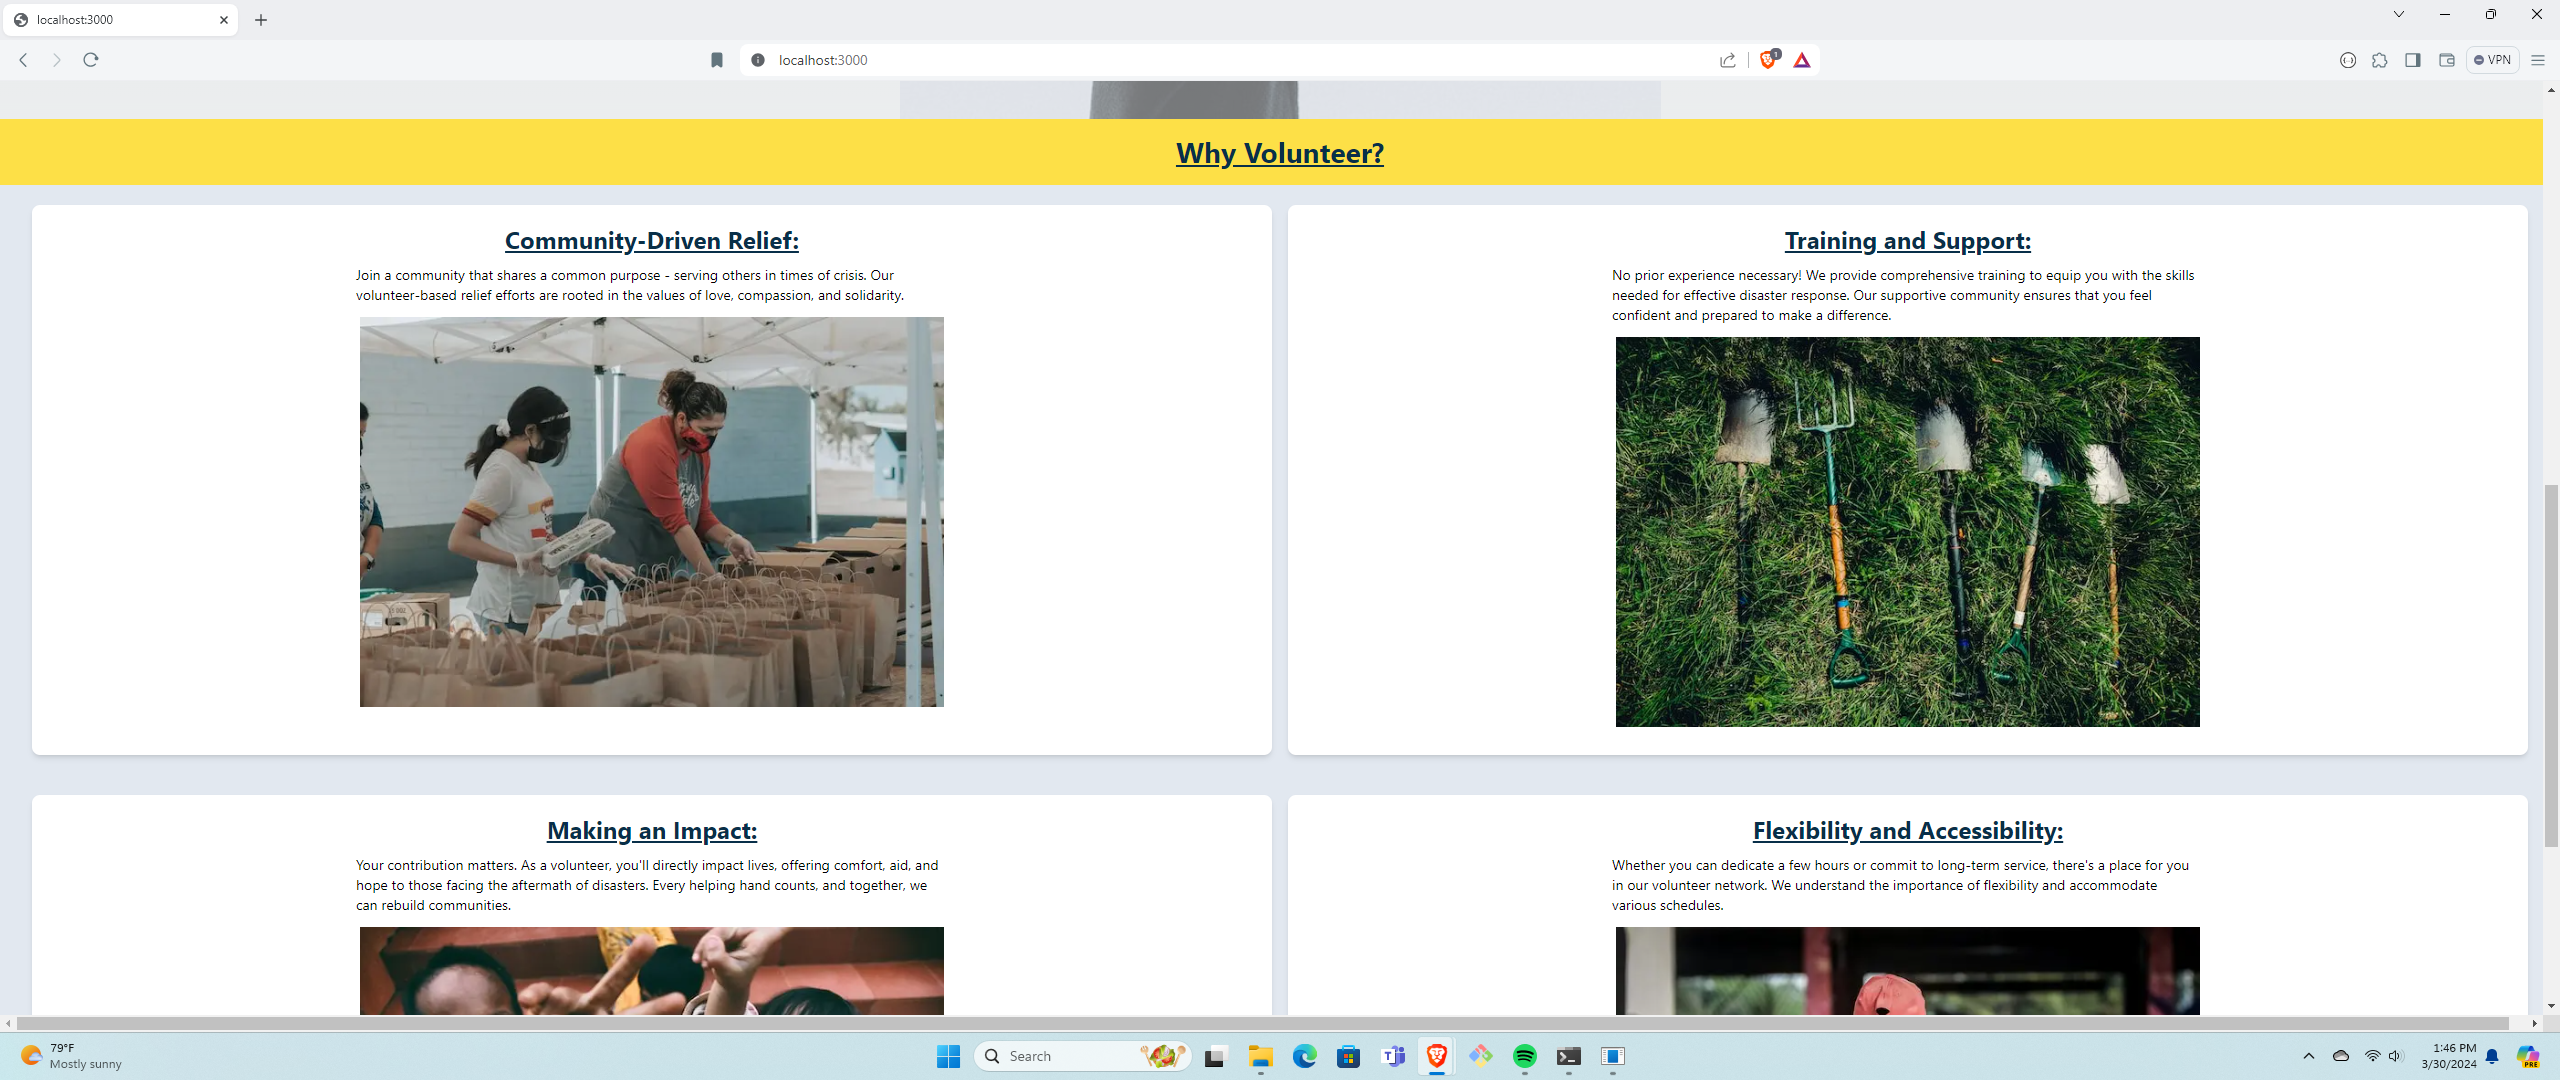 localhost:3000
localhost:3000
1
VPN
Why Volunteer?
Community-Driven Relief:
Join a community that shares a common purpose - serving others in times of crisis. Our
volunteer-based relief efforts are rooted in the values of love, compassion, and solidarity.
Training and Support:
No prior experience necessary! We provide comprehensive training to equip you with the skills
needed for effective disaster response. Our supportive community ensures that you feel
confident and prepared to make a difference.
Making an Impact:
Your contribution matters. As a volunteer, you'll directly impact lives, offering comfort, aid, and
hope to those facing the aftermath of disasters. Every helping hand counts, and together, we
can rebuild communities.
Flexibility and Accessibility:
Whether you can dedicate a few hours or commit to long-term service, there's a place for you
in our volunteer network. We understand the importance of flexibility and accommodate
various schedules.
79°F
Mostly sunny
Search
1:46 PM
3/30/2024
PRE